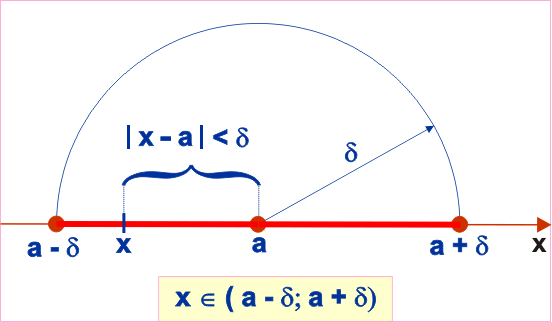 | x - a | < δ
δ
a - δ x a a + δ x
x ∈ ( a - δ; a + δ)